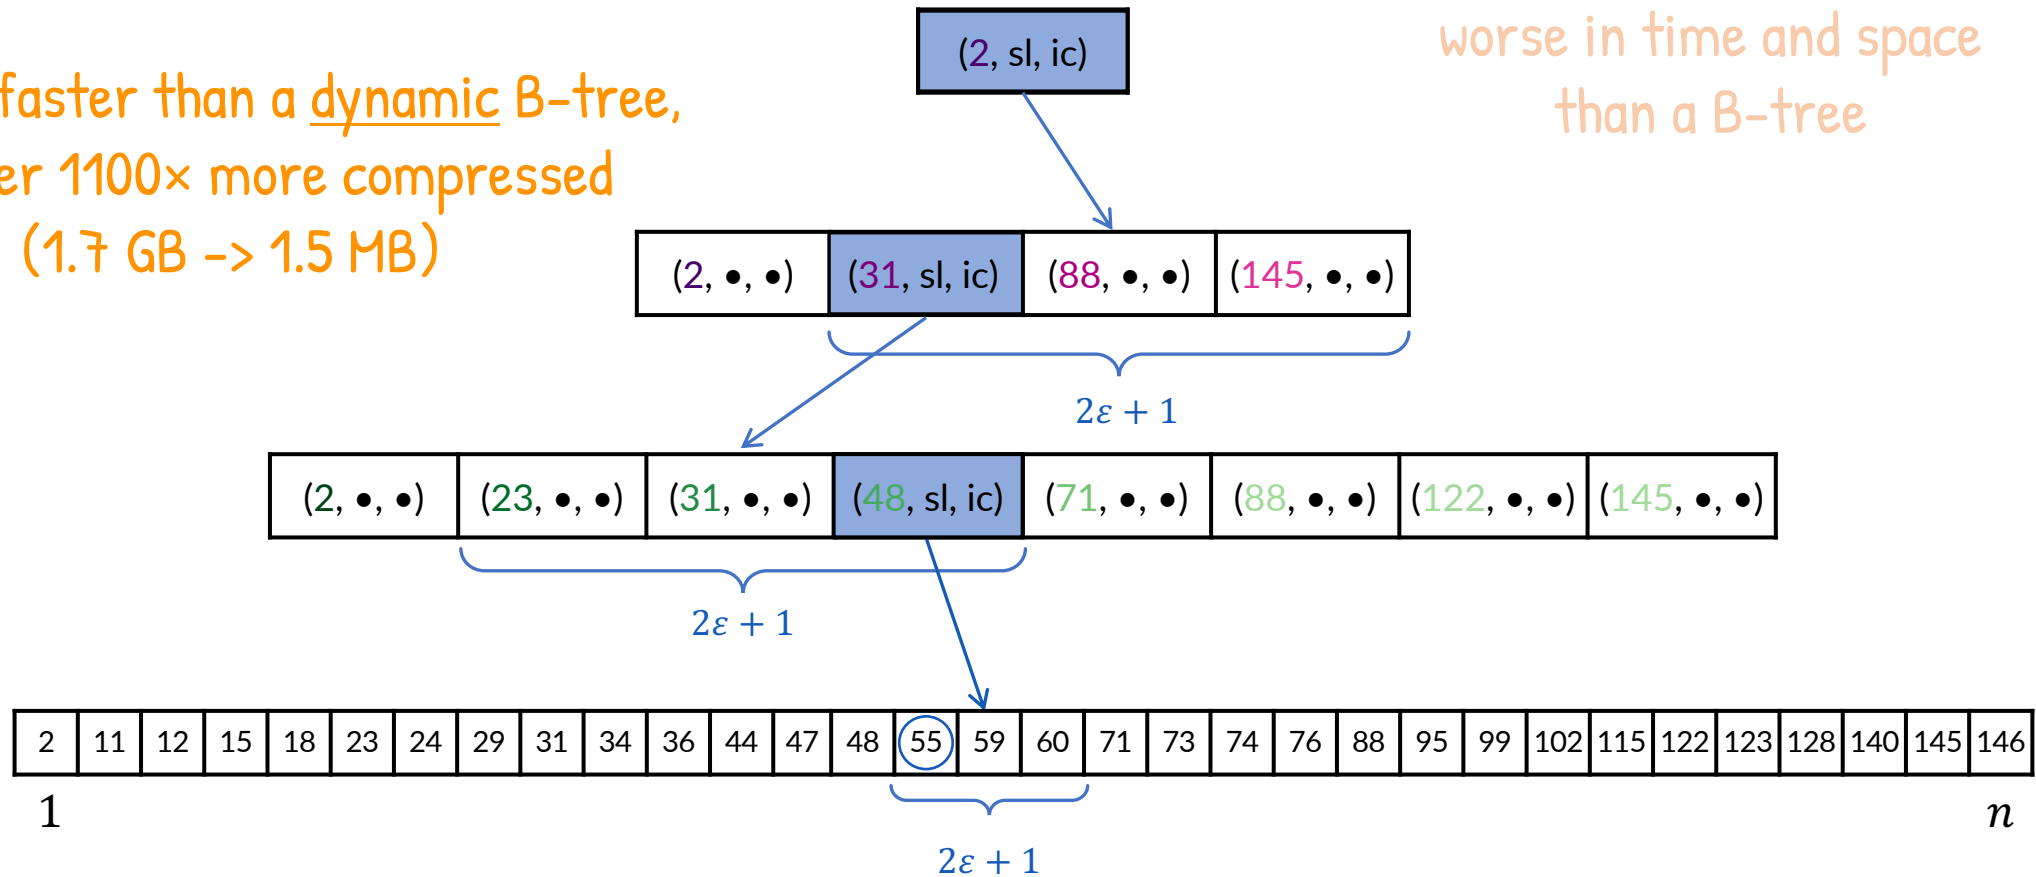 (2, sl, ic)
worse in time and space
than a B-tree
faster than a dynamic B-tree,
er 1100× more compressed
(1.7 GB -> 1.5 MB)
(2, •, •) (31, sl, ic) (88, •, •) (145, •, •)
2ε + 1
(2, •, •) (23, •, •) (31, •, •) (48, sl, ic) (71, •, •) (88, •, •) (122, •, •) (145, •, •)
2ε + 1
2 11 12 15 18 23 24 29 31 34 36 44 47 48 55 59 60 71 73 74 76 88 95 99 102 115 122 123 128 140 145 146
1 n
2ε + 1